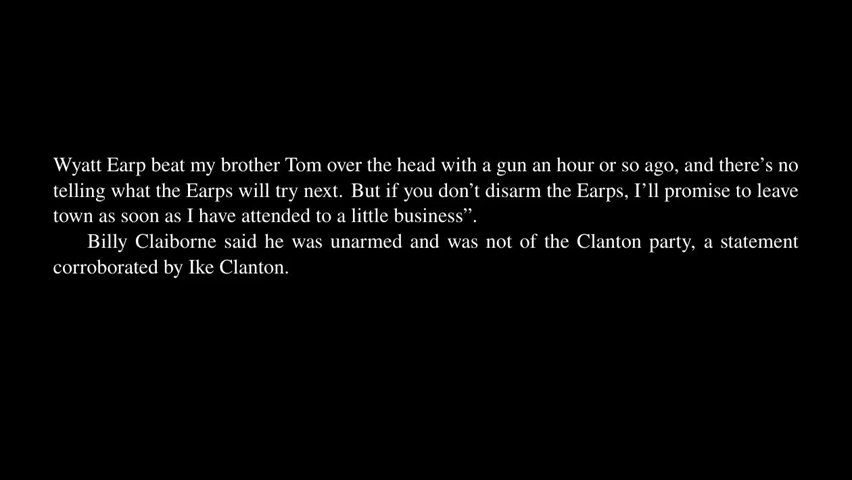 Wyatt Earp beat my brother Tom over the head with a gun an hour or so ago, and there’s no
telling what the Earps will try next. But if you don’t disarm the Earps, I’ll promise to leave
town as soon as I have attended to a little business”.
Billy Claiborne said he was unarmed and was not of the Clanton party, a statement
corroborated by Ike Clanton.